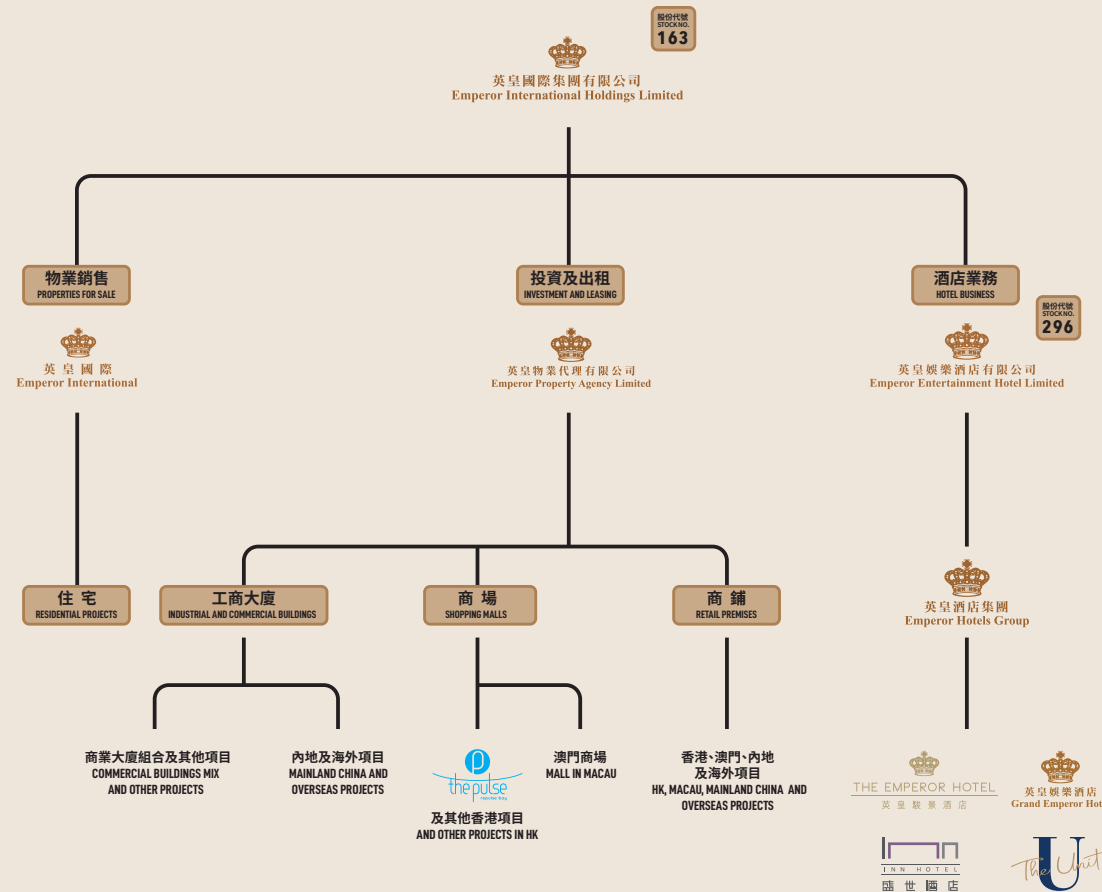 股份代號
STOCK NO.
163
英皇國際集團有限公司
Emperor International Holdings Limited
物業銷售
PROPERTIES FOR SALE
投資及出租
INVESTMENT AND LEASING
酒店業務
HOTEL BUSINESS
股份代號
STOCK NO.
296
英皇國際
Emperor International
英皇物業代理有限公司
Emperor Property Agency Limited
英皇娛樂酒店有限公司
Emperor Entertainment Hotel Limited
住宅
RESIDENTIAL PROJECTS
工商大廈
INDUSTRIAL AND COMMERCIAL BUILDINGS
商場
SHOPPING MALLS
商鋪
RETAIL PREMISES
英皇酒店集團
Emperor Hotels Group
商業大廈組合及其他項目
COMMERCIAL BUILDINGS MIX
AND OTHER PROJECTS
內地及海外項目
MAINLAND CHINA AND
OVERSEAS PROJECTS
the pulse
repulse bay
及其他香港項目
AND OTHER PROJECTS IN HK
澳門商場
MALL IN MACAU
香港、澳門、內地
及海外項目
HK, MACAU, MAINLAND CHINA AND
OVERSEAS PROJECTS
THE EMPEROR HOTEL
英皇駿景酒店
英皇娛樂酒店
Grand Emperor Hot
Inn
INN HOTEL
盛世酒店
U
The Unit